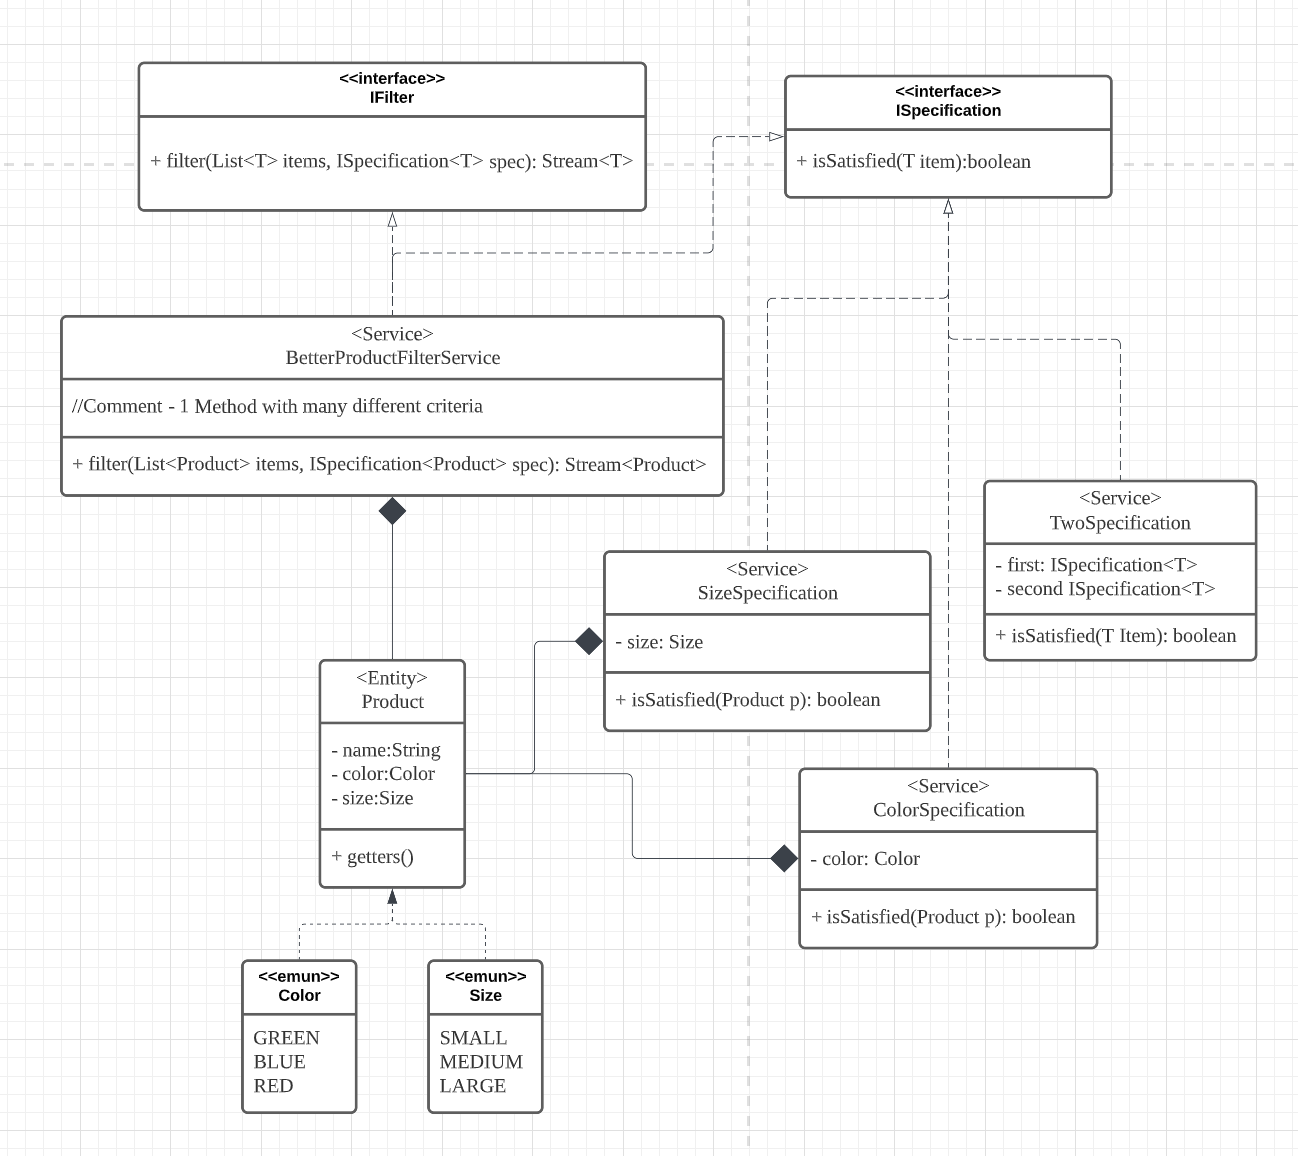 <<interface>>
IFilter
+ filter(List<T> items, ISpecification<T> spec): Stream<T>
<<interface>>
ISpecification
+ isSatisfied(T item):boolean
<Service>
BetterProductFilterService
//Comment - 1 Method with many different criteria
+ filter(List<Product> items, ISpecification<Product> spec): Stream<Product>
<Service>
TwoSpecification
- first: ISpecification<T>
- second ISpecification<T>
+ isSatisfied(T Item): boolean
<Service>
SizeSpecification
- size: Size
+ isSatisfied(Product p): boolean
<Entity>
Product
- name:String
- color:Color
- size:Size
+ getters()
<Service>
ColorSpecification
- color: Color
+ isSatisfied(Product p): boolean
<<emun>>
Color
GREEN
BLUE
RED
<<emun>>
Size
SMALL
MEDIUM
LARGE